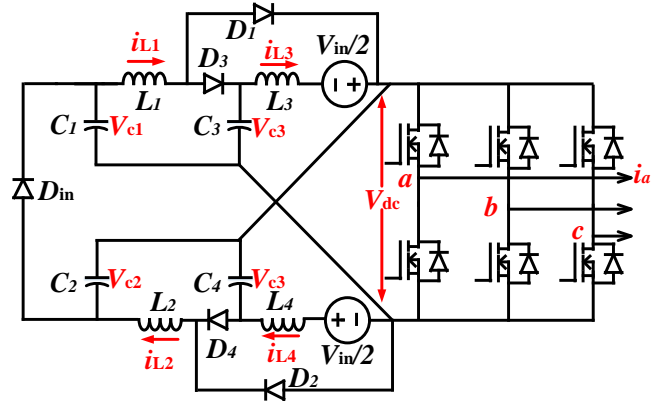 D1
iL1 D3 iL3 Vin/2
L1 L3
C1 Vc1 C3 Vc3
a ia
Din Vdc b
c
C2 Vc2 C4 Vc3
L2 L4
iL2 D4 iL4 Vin/2
D2